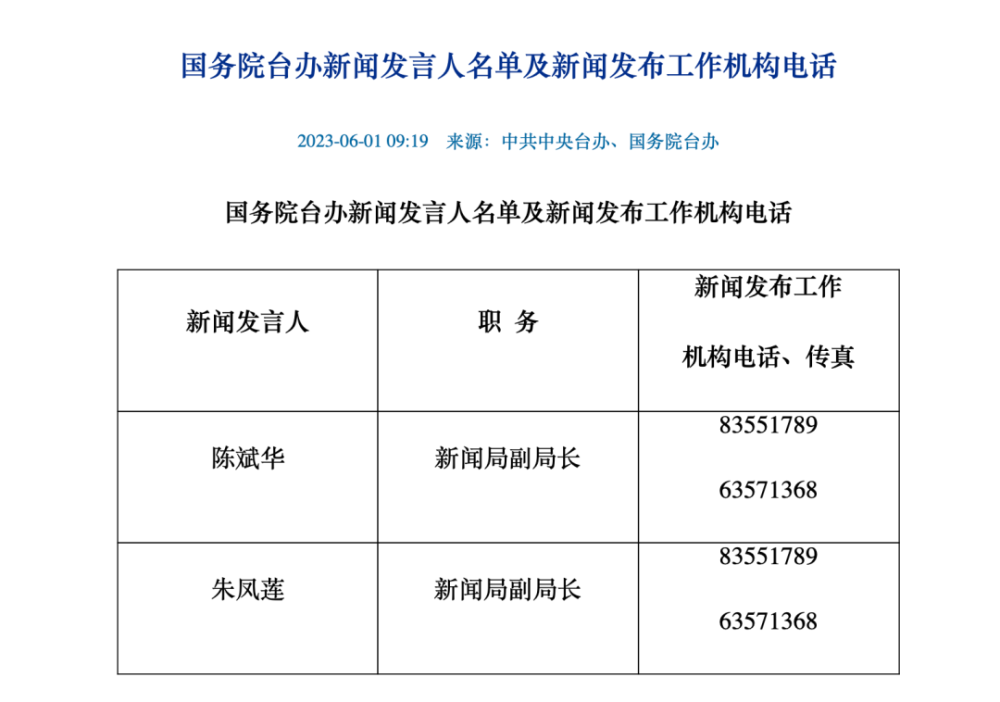 国务院台办新闻发言人名单及新闻发布工作机构电话
2023-06-01 09:19 来源：中共中央台办、国务院台办
国务院台办新闻发言人名单及新闻发布工作机构电话
新闻发言人
职 务
新闻发布工作
机构电话、传真
陈斌华
新闻局副局长
83551789
63571368
朱凤莲
新闻局副局长
83551789
63571368